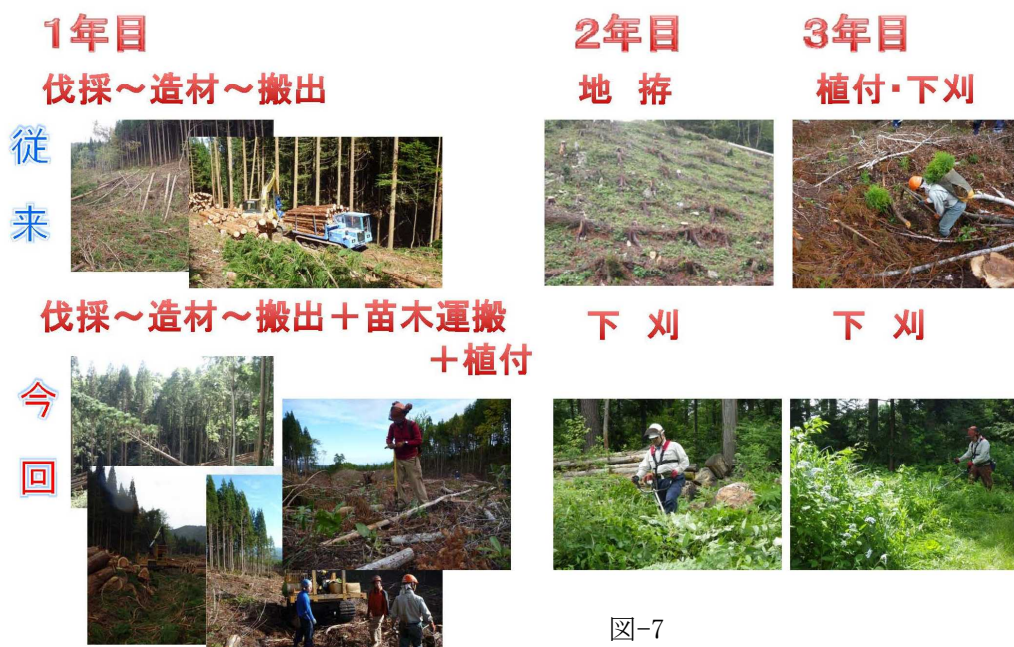 1年目
2年目
3年目
伐採～造材～搬出
地 拵
植付・下刈
従来
伐採～造材～搬出＋苗木運搬
＋植付
下 刈
下 刈
今回
図-7